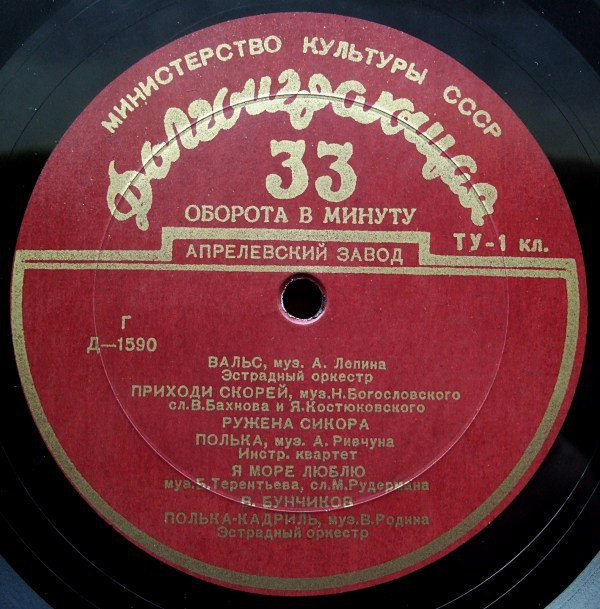 МИНИСТЕРСТВО КУЛЬТУРЫ СССР
Долгоиграющая
33
ОБОРОТА В МИНУТУ
ТУ-1 кл.
АПРЕЛЕВСКИЙ ЗАВОД
Г
Д—1590
ВАЛЬС, муз. А. Лепина
Эстрадный оркестр
ПРИХОДИ СКОРЕЙ, муз.Н.Богословского
сл.В.Бахнова и Я.Костюковского
РУЖЕНА СИКОРА
ПОЛЬКА, муз. А.Ривчуна
Инстр. квартет
Я МОРЕ ЛЮБЛЮ
муз.Б.Терентьева, сл.М.Рудермана
В. БУНЧИКОВ
ПОЛЬКА-КАДРИЛЬ, муз.В.Родина
Эстрадный оркестр